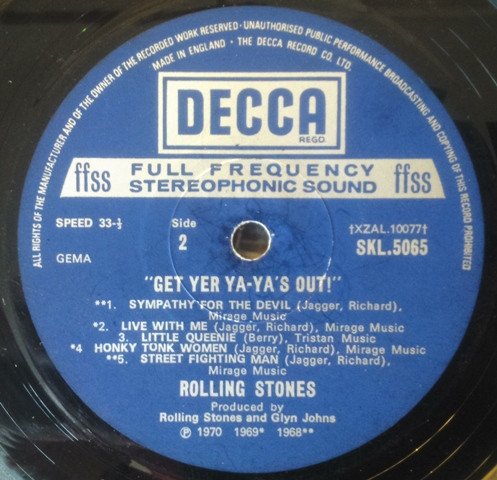 ALL RIGHTS OF THE MANUFACTURER AND OF THE OWNER OF THE RECORDED WORK RESERVED · UNAUTHORISED PUBLIC PERFORMANCE BROADCASTING AND COPYING OF THIS RECORD PROHIBITED
MADE IN ENGLAND · THE DECCA RECORD CO. LTD.
DECCA
REGD.
ffss FULL FREQUENCY ffss
STEREOPHONIC SOUND
SPEED 33-⅓ Side †XZAL.10077†
2 SKL.5065
GEMA
"GET YER YA-YA'S OUT!"
**1. SYMPATHY FOR THE DEVIL (Jagger, Richard),
Mirage Music
*2. LIVE WITH ME (Jagger, Richard), Mirage Music
3. LITTLE QUEENIE (Berry), Tristan Music
*4 HONKY TONK WOMEN (Jagger, Richard), Mirage Music
**5. STREET FIGHTING MAN (Jagger, Richard),
Mirage Music
ROLLING STONES
Produced by
Rolling Stones and Glyn Johns
℗ 1970 1969* 1968**